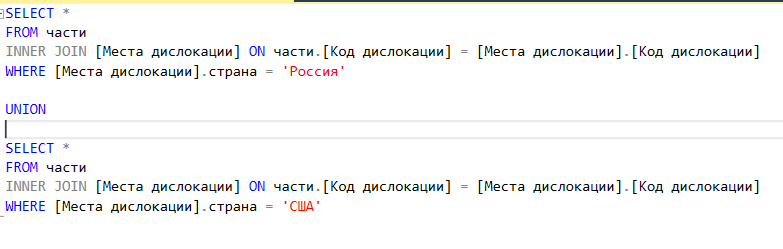 SELECT *
FROM части
INNER JOIN [Места дислокации] ON части.[Код дислокации] = [Места дислокации].[Код дислокации]
WHERE [Места дислокации].страна = 'Россия'
UNION
SELECT *
FROM части
INNER JOIN [Места дислокации] ON части.[Код дислокации] = [Места дислокации].[Код дислокации]
WHERE [Места дислокации].страна = 'США'